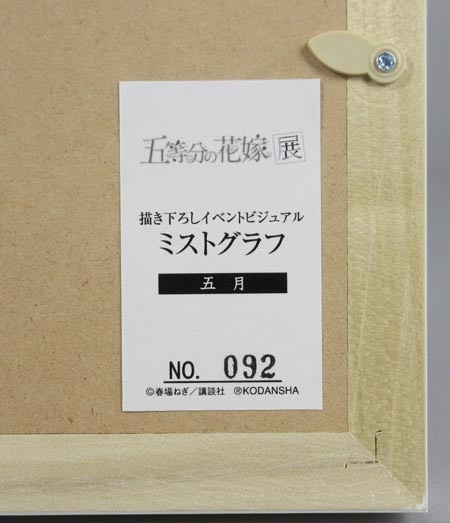 五等分の花嫁 展
描き下ろしイベントビジュアル
ミストグラフ
五月
NO. 092
©春場ねぎ/講談社 ®KODANSHA